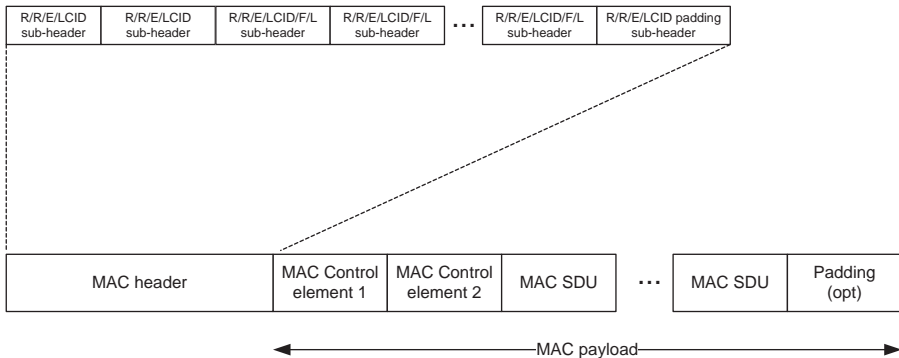 R/R/E/LCID
sub-header
R/R/E/LCID
sub-header
R/R/E/LCID/F/L
sub-header
R/R/E/LCID/F/L
sub-header
...
R/R/E/LCID/F/L
sub-header
R/R/E/LCID padding
sub-header
MAC header
MAC Control
element 1
MAC Control
element 2
MAC SDU
...
MAC SDU
Padding
(opt)
MAC payload